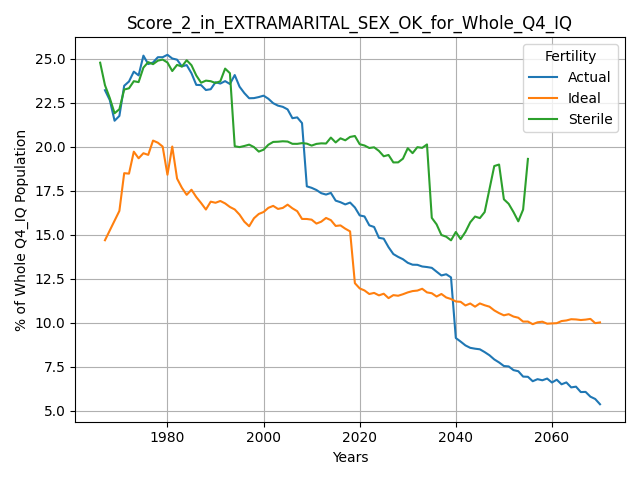 Score_2_in_EXTRAMARITAL_SEX_OK_for_Whole_Q4_IQ
Fertility
Actual
Ideal
Sterile
% of Whole Q4_IQ Population
25.0
22.5
20.0
17.5
15.0
12.5
10.0
7.5
5.0
1980 2000 2020 2040 2060
Years